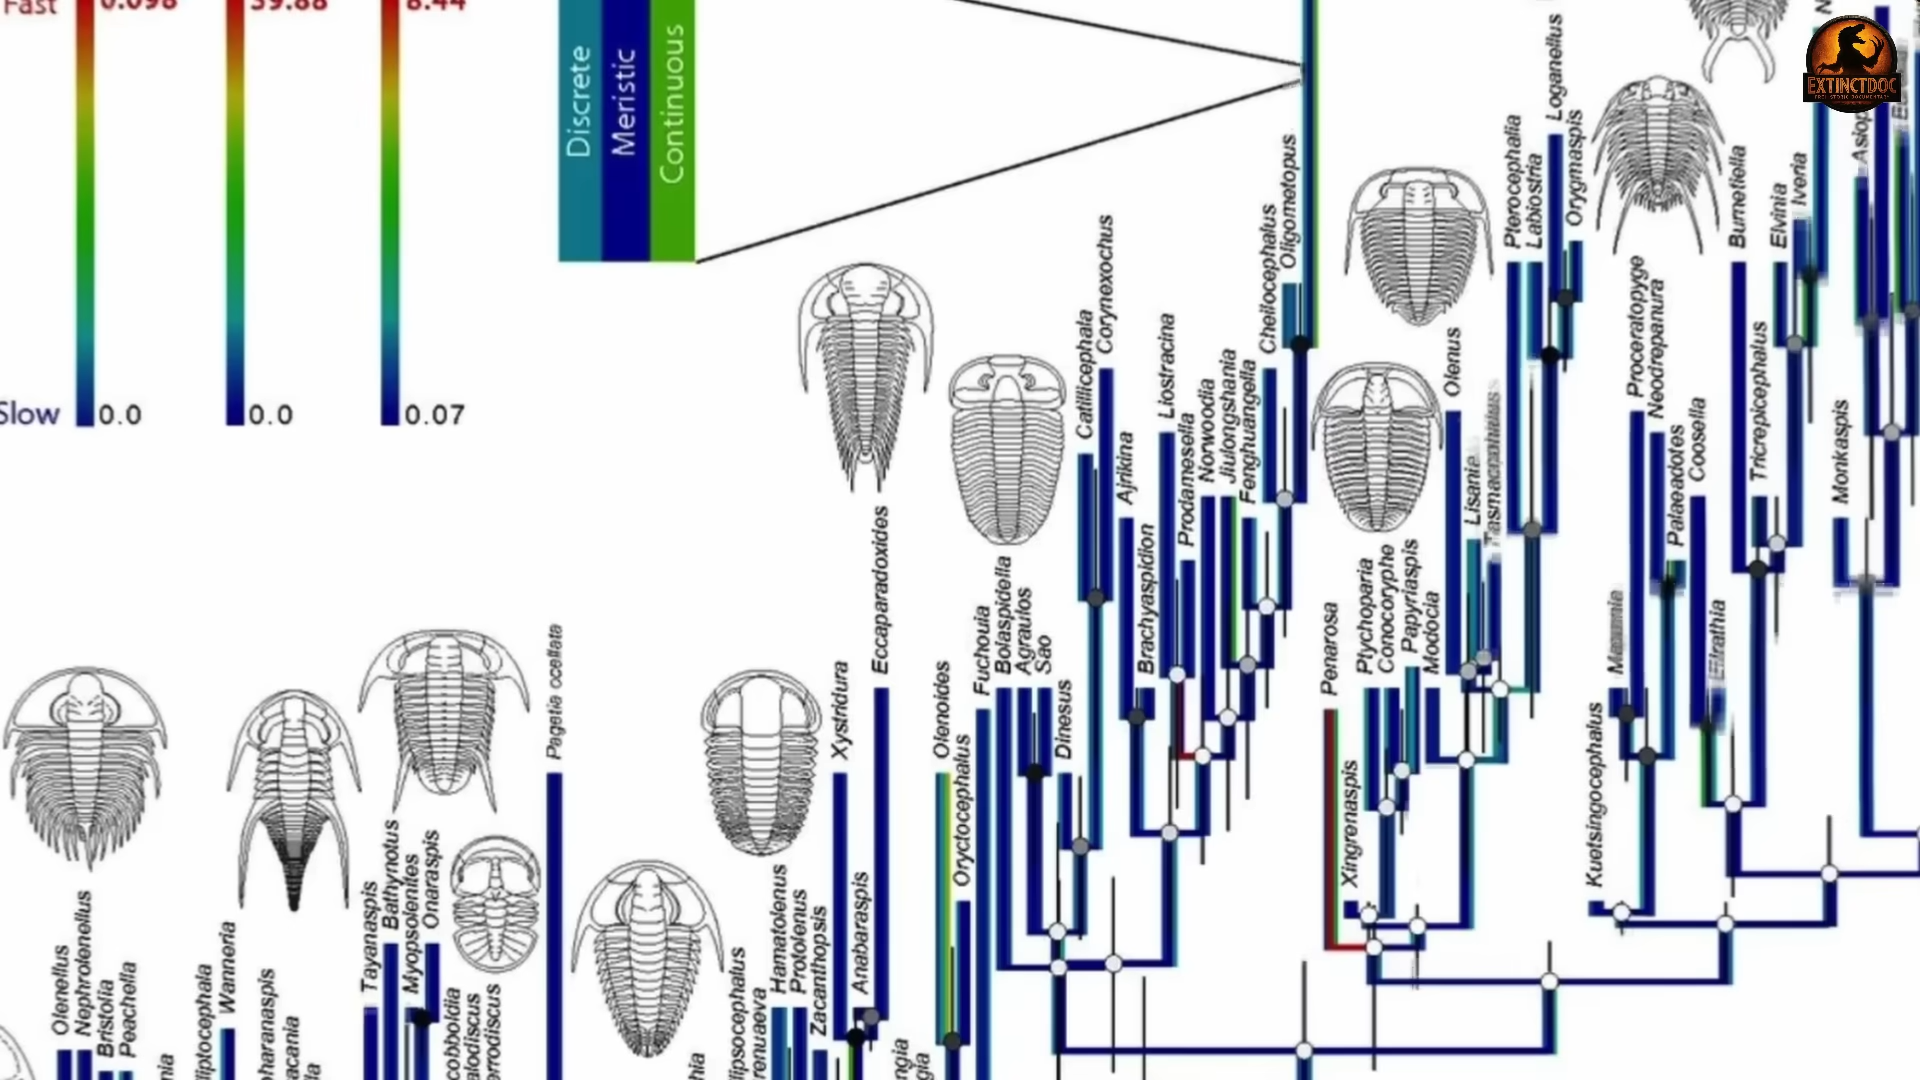 Fast
0.098
39.88
8.44
Slow
0.0
0.0
0.07
Discrete
Meristic
Continuous
EXTINCTDOC
Olenellus
Nephrolenellus
Bristolia
Peachella
Wanneria
Tayanaspis
Bathynotus
Myopsolenites
Onaraspis
Pagetia ocellata
Hamatolenus
Protolenus
Zacanthopsis
Xystridura
Anabaraspis
Eccaparadoxides
Olenoides
Oryctocephalus
Fuchouia
Bolaspidella
Agraulos
Sao
Dinesus
Catillicephala
Corynexochus
Ajrikina
Brachyaspidion
Liostracina
Prodamesella
Norwoodia
Jiulongshania
Fenghuangella
Cheilocephalus
Oligometopus
Penarosa
Xingrenaspis
Ptychoparia
Conocoryphe
Papyriaspis
Modocia
Olenus
Lisania
Tasmacephalus
Pterocephalia
Labiostria
Loganellus
Orygmaspis
Kuetsingocephalus
Proceratopyge
Neodrepanura
Palaeadotes
Coosella
Elrathia
Burnetiella
Tricrepicephalus
Elvinia
Irvingella
Monkaspis